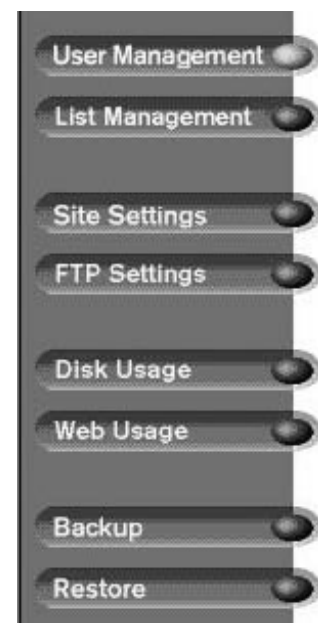 User Management
List Management
Site Settings
FTP Settings
Disk Usage
Web Usage
Backup
Restore